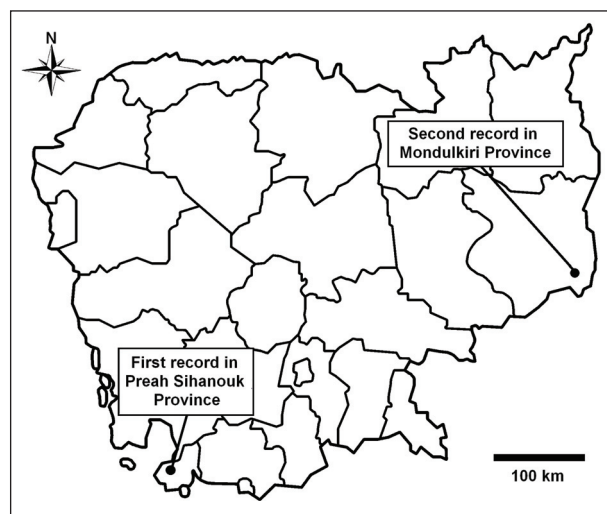 N
Second record in
Mondulkiri Province
First record in
Preah Sihanouk
Province
100 km